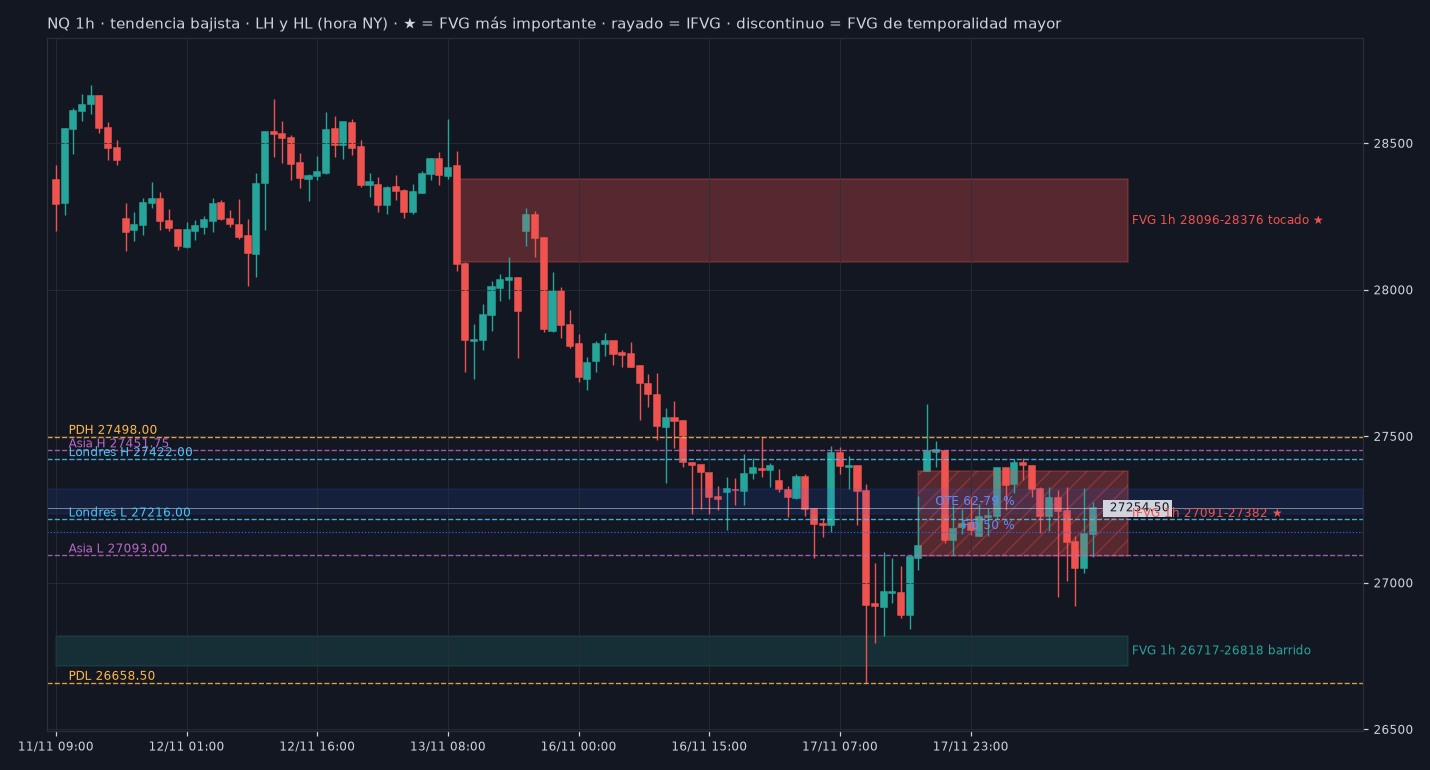 NQ 1h · tendencia bajista · LH y HL (hora NY) · ★ = FVG más importante · rayado = IFVG · discontinuo = FVG de temporalidad mayor
28500
FVG 1h 28096-28376 tocado ★
28000
PDH 27498.00
27500
Asia H 27451.75
Londres H 27422.00
OTE 62-79 %
27254.50
IFVG 1h 27091-27382 ★
Londres L 27216.00
50 %
Asia L 27093.00
27000
FVG 1h 26717-26818 barrido
PDL 26658.50
26500
11/11 09:00
12/11 01:00
12/11 16:00
13/11 08:00
16/11 00:00
16/11 15:00
17/11 07:00
17/11 23:00